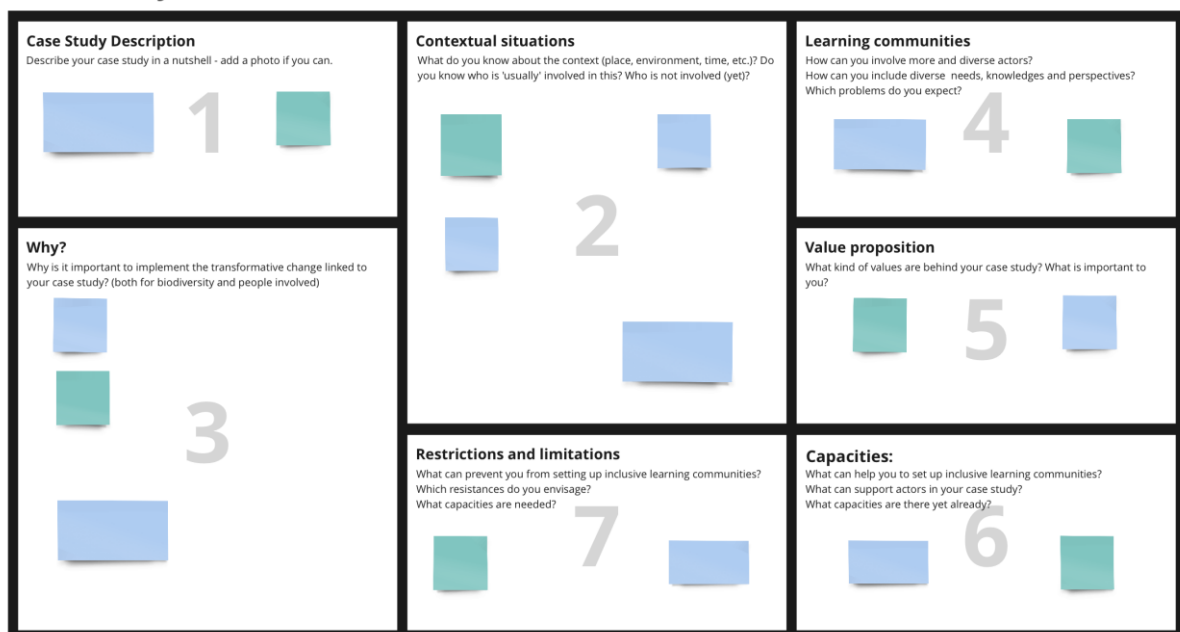 Case Study Description
Describe your case study in a nutshell - add a photo if you can.
1
Contextual situations
What do you know about the context (place, environment, time, etc.)? Do
you know who is 'usually' involved in this? Who is not involved (yet)?
2
Why?
Why is it important to implement the transformative change linked to
your case study? (both for biodiversity and people involved)
3
Learning communities
How can you involve more and diverse actors?
How can you include diverse needs, knowledges and perspectives?
Which problems do you expect?
4
Value proposition
What kind of values are behind your case study? What is important to
you?
5
Capacities:
What can help you to set up inclusive learning communities?
What can support actors in your case study?
What capacities are there yet already?
6
Restrictions and limitations
What can prevent you from setting up inclusive learning communities?
Which resistances do you envisage?
What capacities are needed?
7